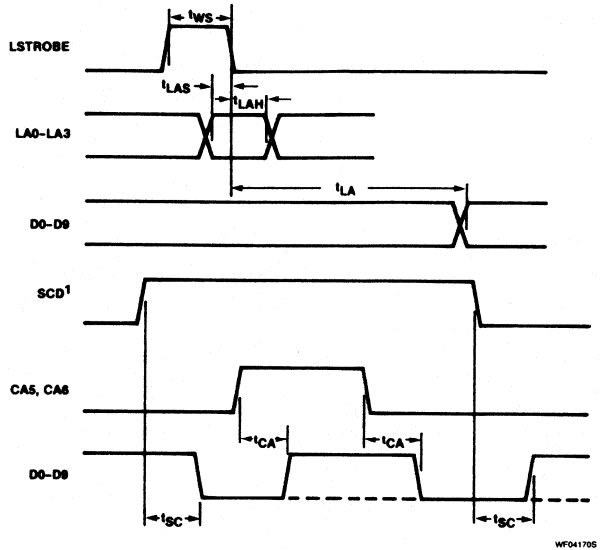 tWS
LSTROBE
tLAS
tLAH
LA0–LA3
tLA
D0–D9
SCD1
CA5, CA6
tCA
tCA
D0–D9
tSC
tSC
WF04170S